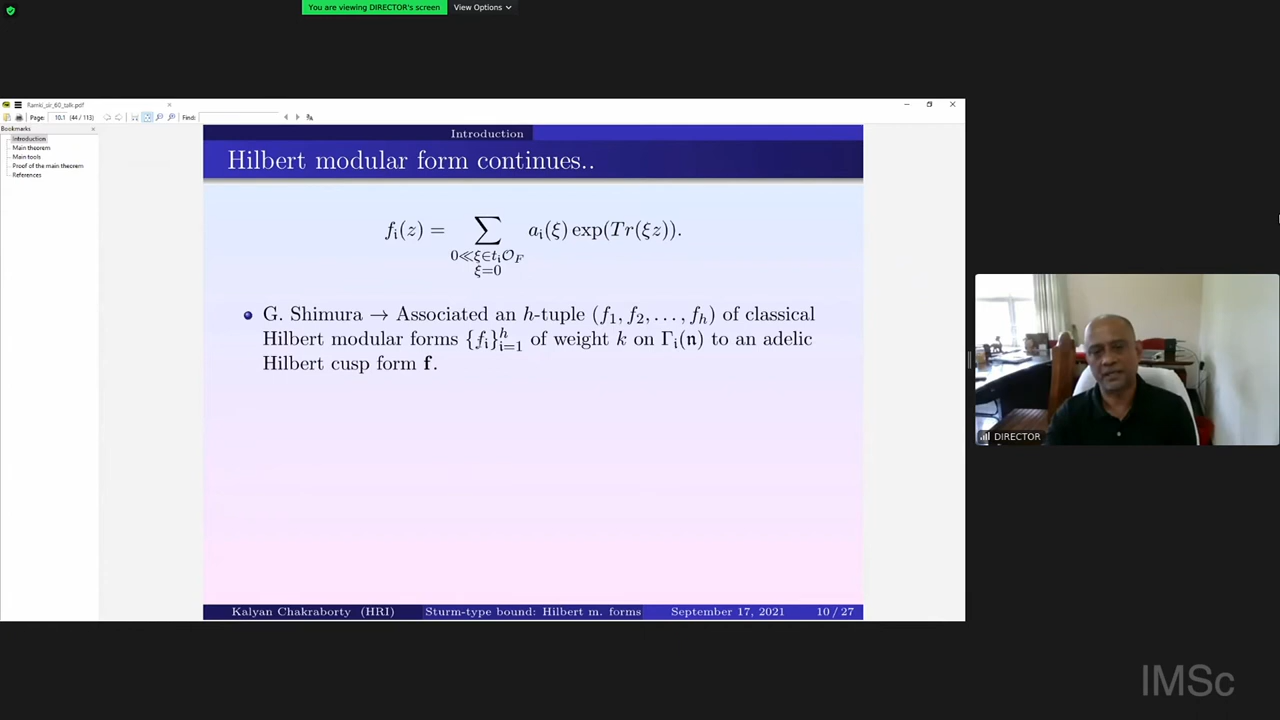 You are viewing DIRECTOR's screen View Options
Ramki_sir_60_talk.pdf
Page: 10.1 (44 / 113) Find:
Bookmarks
Introduction
Main theorem
Main tools
Proof of the main theorem
References
Introduction
Hilbert modular form continues..
f_𝔦(z) = ∑_{0≪ξ∈t_𝔦𝒪_F, ξ=0} a_𝔦(ξ) exp(Tr(ξz)).
G. Shimura → Associated an h-tuple (f₁, f₂, . . . , f_h) of classical
Hilbert modular forms {f_𝔦}^h_{𝔦=1} of weight k on Γ_𝔦(𝔫) to an adelic
Hilbert cusp form f.
Kalyan Chakraborty (HRI) Sturm-type bound: Hilbert m. forms September 17, 2021 10 / 27
DIRECTOR
IMSc